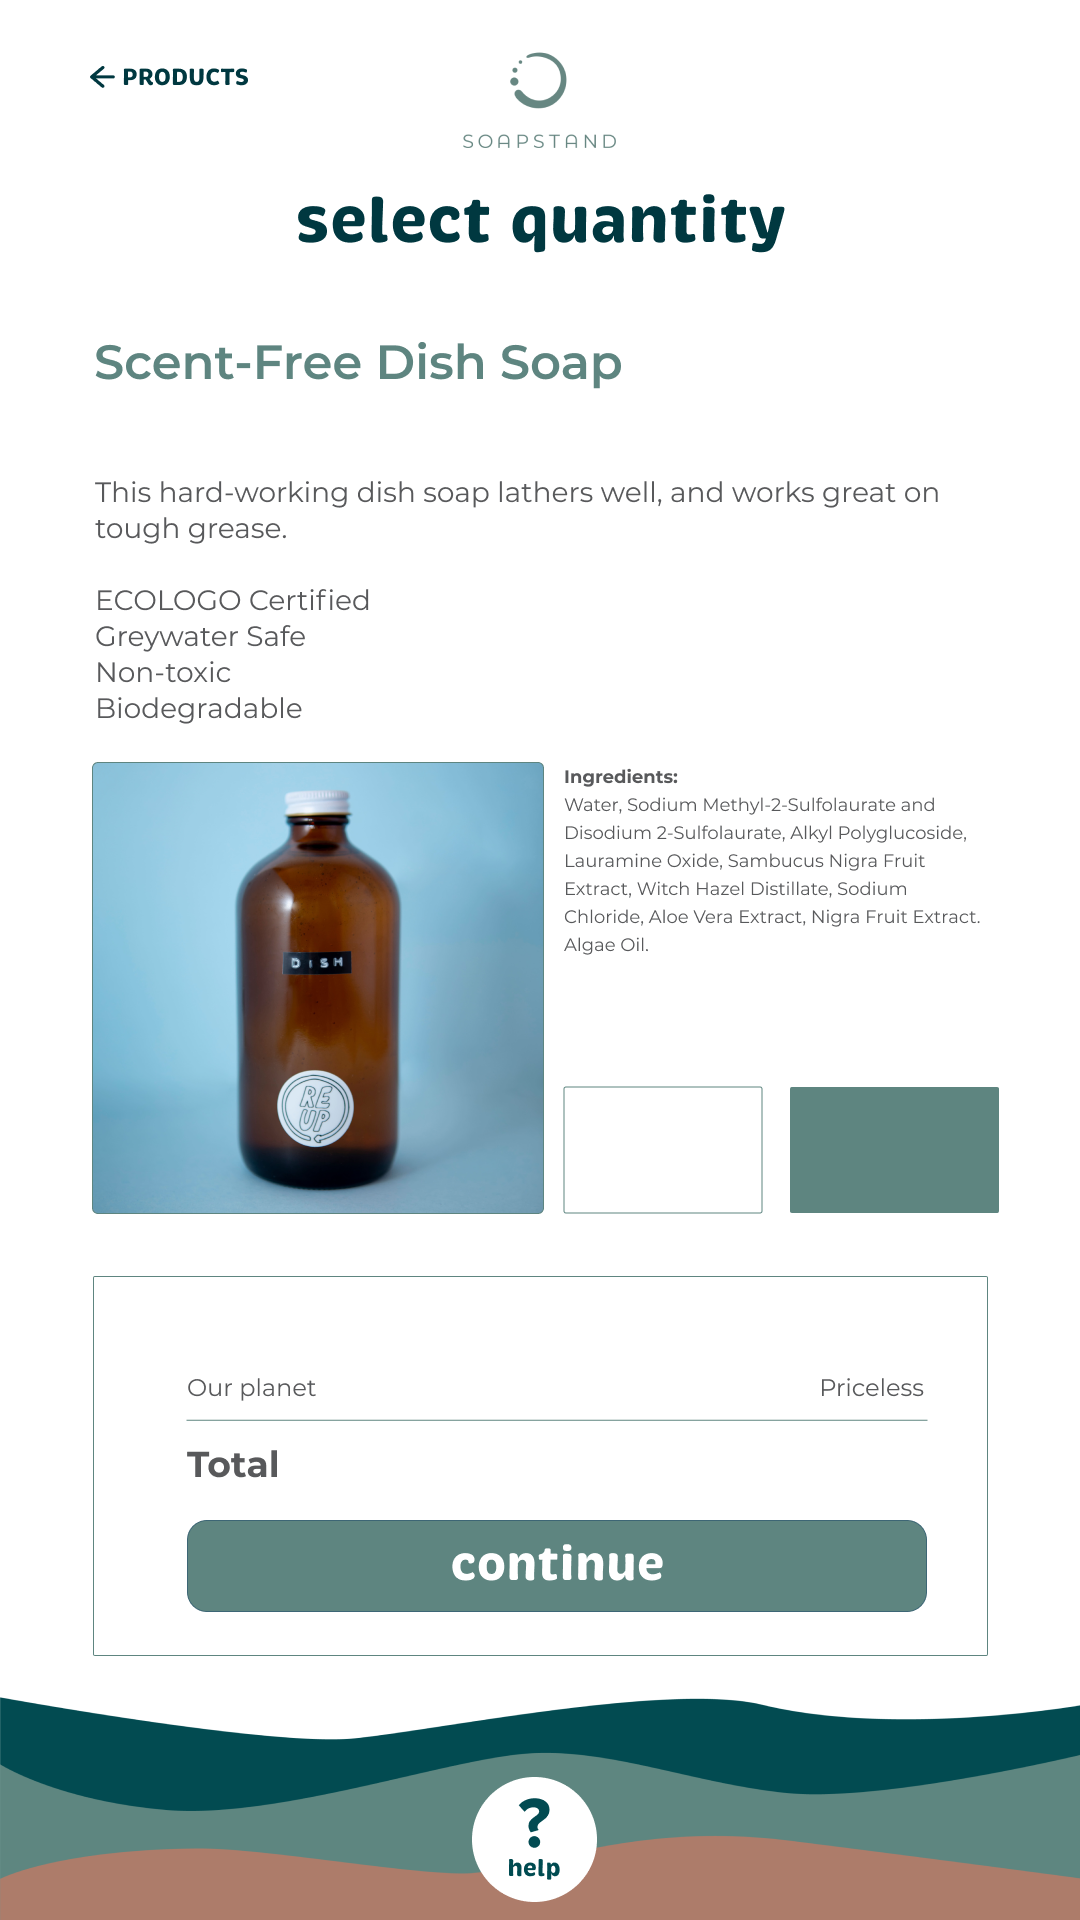 PRODUCTS
SOAPSTAND
select quantity
Scent-Free Dish Soap
This hard-working dish soap lathers well, and works great on
tough grease.
ECOLOGO Certified
Greywater Safe
Non-toxic
Biodegradable
Ingredients:
Water, Sodium Methyl-2-Sulfolaurate and
Disodium 2-Sulfolaurate, Alkyl Polyglucoside,
Lauramine Oxide, Sambucus Nigra Fruit
Extract, Witch Hazel Distillate, Sodium
Chloride, Aloe Vera Extract, Nigra Fruit Extract.
Algae Oil.
DISH
RE
UP
Our planet Priceless
Total
continue
?
help